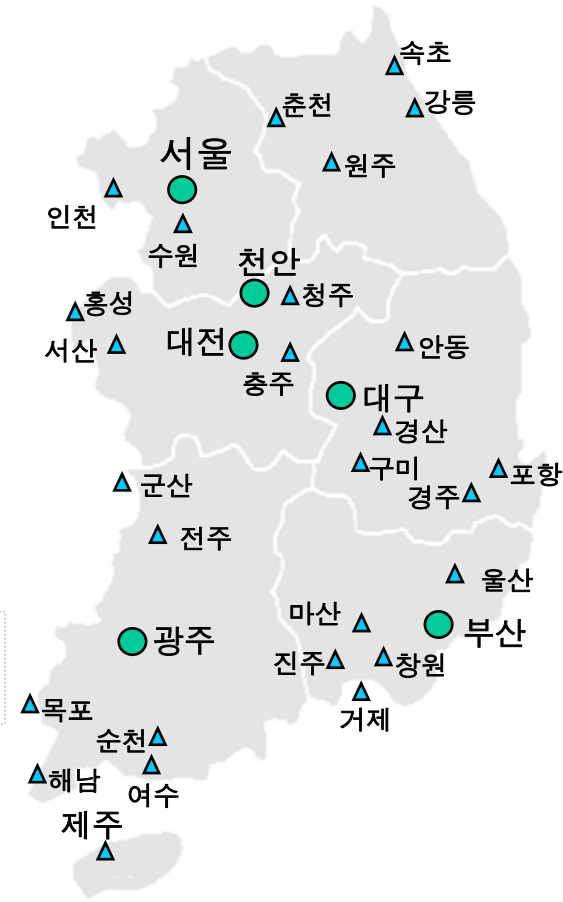 속초
강릉
춘천
서울
원주
인천
수원
천안
청주
홍성
서산
대전
안동
충주
대구
경산
구미
포항
경주
군산
전주
울산
마산
부산
광주
진주
창원
목포
거제
순천
해남
여수
제주